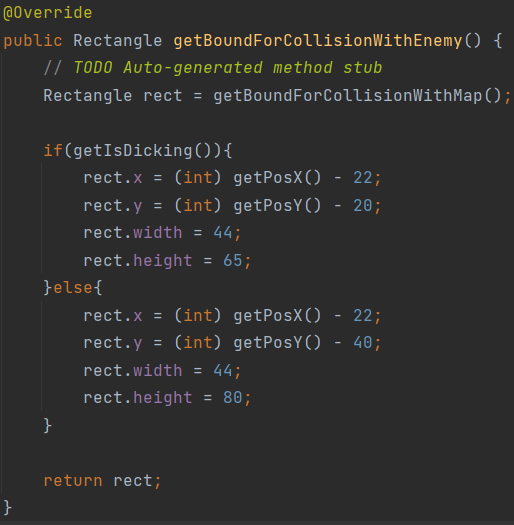 @Override
public Rectangle getBoundForCollisionWithEnemy() {
    // TODO Auto-generated method stub
    Rectangle rect = getBoundForCollisionWithMap();

    if(getIsDicking()){
        rect.x = (int) getPosX() - 22;
        rect.y = (int) getPosY() - 20;
        rect.width = 44;
        rect.height = 65;
    }else{
        rect.x = (int) getPosX() - 22;
        rect.y = (int) getPosY() - 40;
        rect.width = 44;
        rect.height = 80;
    }

    return rect;
}